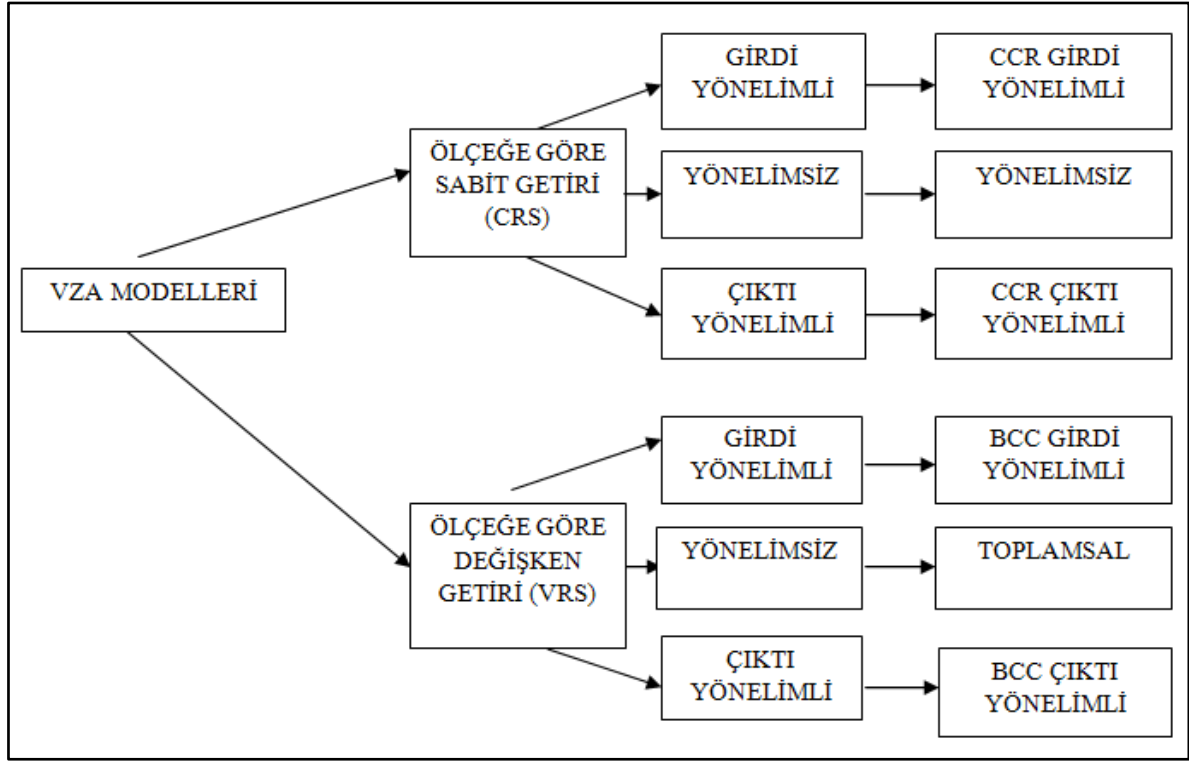 VZA MODELLERİ
ÖLÇEĞE GÖRE
SABİT GETİRİ
(CRS)
GİRDİ
YÖNELİMLİ
CCR GİRDİ
YÖNELİMLİ
YÖNELİMSİZ
YÖNELİMSİZ
ÇIKTI
YÖNELİMLİ
CCR ÇIKTI
YÖNELİMLİ
ÖLÇEĞE GÖRE
DEĞİŞKEN
GETİRİ (VRS)
GİRDİ
YÖNELİMLİ
BCC GİRDİ
YÖNELİMLİ
YÖNELİMSİZ
TOPLAMSAL
ÇIKTI
YÖNELİMLİ
BCC ÇIKTI
YÖNELİMLİ